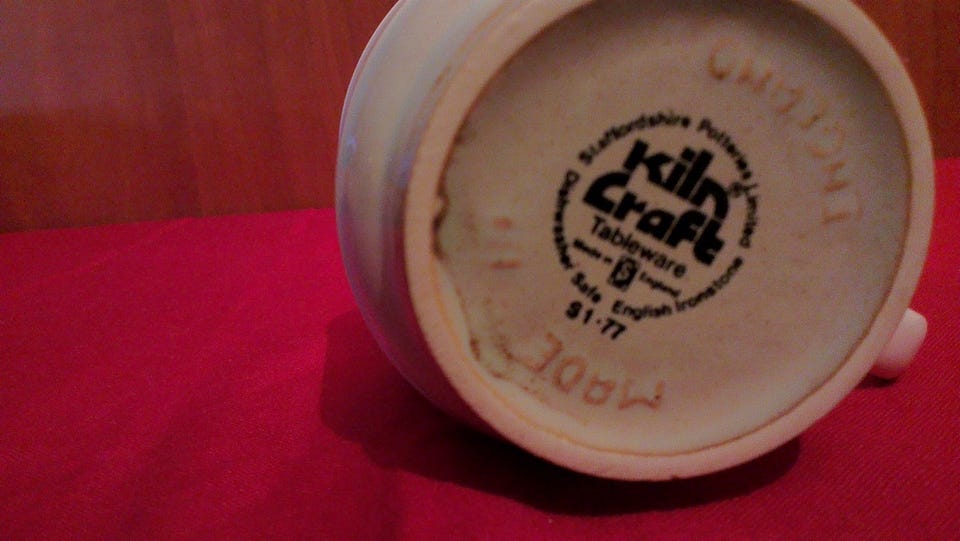 Staffordshire Potteries Limited
Kiln
Craft
Tableware
Made in England
Dishwasher Safe English Ironstone
S1·77
MADE
IN
ENGLAND